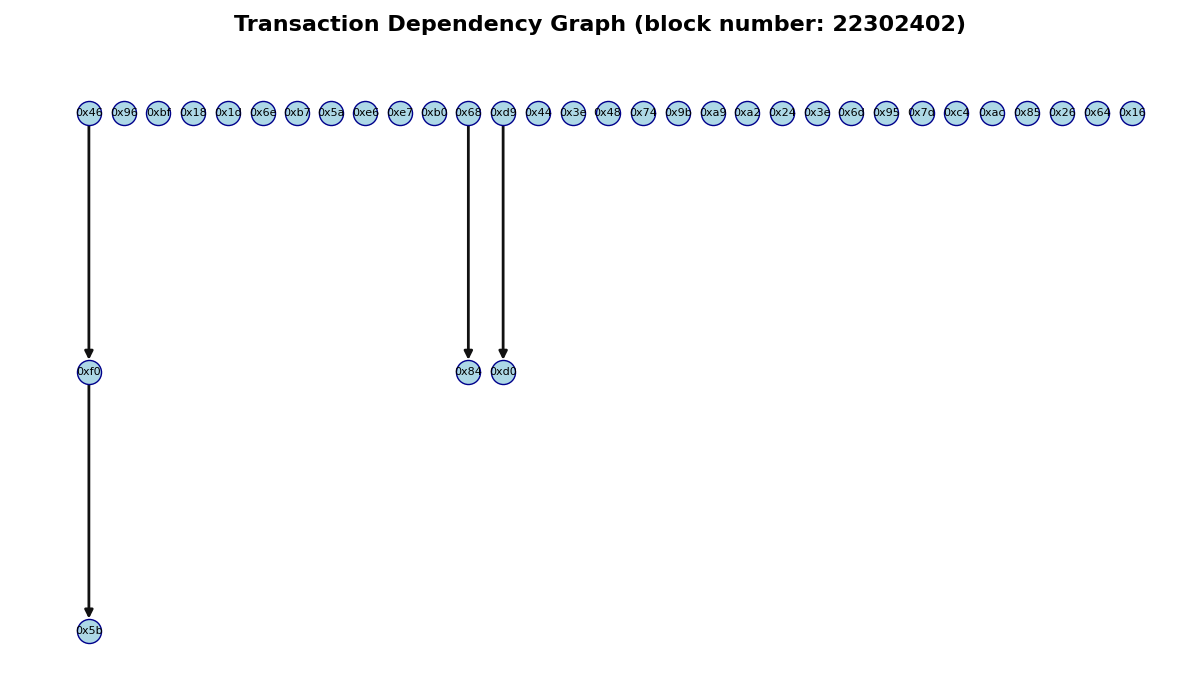 Transaction Dependency Graph (block number: 22302402)
0x46 0x96 0xbf 0x18 0x1d 0x6e 0xb7 0x5a 0xe6 0xe7 0xb0 0x68 0xd9 0x44 0x3e 0x48 0x74 0x9b 0xa9 0xa2 0x24 0x3e 0x6d 0x95 0x7d 0xc4 0xac 0x85 0x26 0x64 0x16
0xf0 0x84 0xd0
0x5b